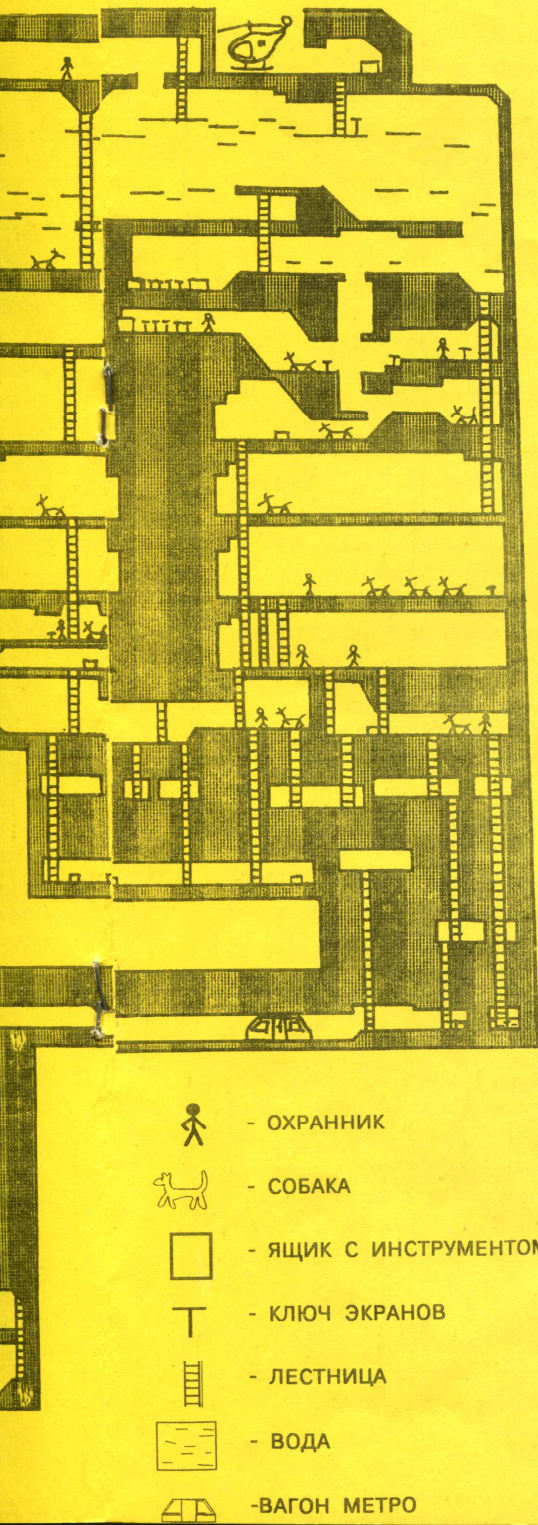 - ОХРАННИК
- СОБАКА
- ЯЩИК С ИНСТРУМЕНТОМ
- КЛЮЧ ЭКРАНОВ
- ЛЕСТНИЦА
- ВОДА
-ВАГОН МЕТРО